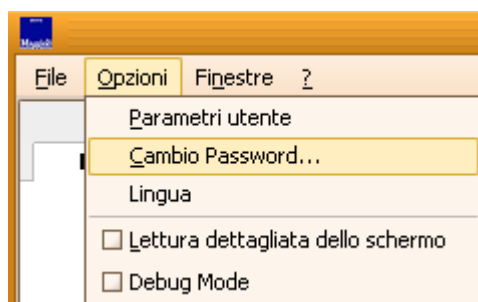 File Opzioni Finestre ?
Parametri utente
Cambio Password...
Lingua
Lettura dettagliata dello schermo
Debug Mode